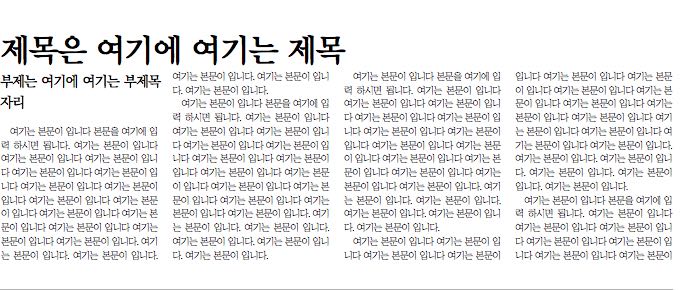 제목은 여기에 여기는 제목
부제는 여기에 여기는 부제목
자리
여기는 본문이 입니다 본문을 여기에 입
력 하시면 됩니다. 여기는 본문이 입니다
여기는 본문이 입니다 여기는 본문이 입니
다 여기는 본문이 입니다 여기는 본문이 입
니다 여기는 본문이 입니다 여기는 본문이
입니다 여기는 본문이 입니다 여기는 본문
이 입니다 여기는 본문이 입니다 여기는 본
문이 입니다 여기는 본문이 입니다 여기는
본문이 입니다 여기는 본문이 입니다. 여기
는 본문이 입니다. 여기는 본문이 입니다.
여기는 본문이 입니다. 여기는 본문이 입니
다. 여기는 본문이 입니다.
여기는 본문이 입니다 본문을 여기에 입
력 하시면 됩니다. 여기는 본문이 입니다
여기는 본문이 입니다 여기는 본문이 입니
다 여기는 본문이 입니다 여기는 본문이 입
니다 여기는 본문이 입니다 여기는 본문이
입니다 여기는 본문이 입니다 여기는 본문
이 입니다 여기는 본문이 입니다 여기는 본
문이 입니다 여기는 본문이 입니다 여기는
본문이 입니다 여기는 본문이 입니다. 여기
는 본문이 입니다. 여기는 본문이 입니다.
여기는 본문이 입니다. 여기는 본문이 입니
다. 여기는 본문이 입니다.
여기는 본문이 입니다 본문을 여기에 입
력 하시면 됩니다. 여기는 본문이 입니다
여기는 본문이 입니다 여기는 본문이 입니
다 여기는 본문이 입니다 여기는 본문이 입
니다 여기는 본문이 입니다 여기는 본문이
입니다 여기는 본문이 입니다 여기는 본문
이 입니다 여기는 본문이 입니다 여기는 본
문이 입니다 여기는 본문이 입니다. 여기
는 본문이 입니다. 여기는 본문이 입니다.
여기는 본문이 입니다. 여기는 본문이 입니
다. 여기는 본문이 입니다.
여기는 본문이 입니다 여기는 본문이 입
니다 여기는 본문이 입니다 여기는 본문이
입니다 여기는 본문이 입니다 여기는 본문
이 입니다 여기는 본문이 입니다 여기는 본
문이 입니다 여기는 본문이 입니다 여기는
본문이 입니다 여기는 본문이 입니다 여기
는 본문이 입니다 여기는 본문이 입니다 여
기는 본문이 입니다 여기는 본문이 입니다.
여기는 본문이 입니다. 여기는 본문이 입니
다. 여기는 본문이 입니다. 여기는 본문이
입니다. 여기는 본문이 입니다.
여기는 본문이 입니다 본문을 여기에 입
력 하시면 됩니다. 여기는 본문이 입니다
여기는 본문이 입니다 여기는 본문이 입니
다 여기는 본문이 입니다 여기는 본문이 입
니다 여기는 본문이 입니다 여기는 본문이